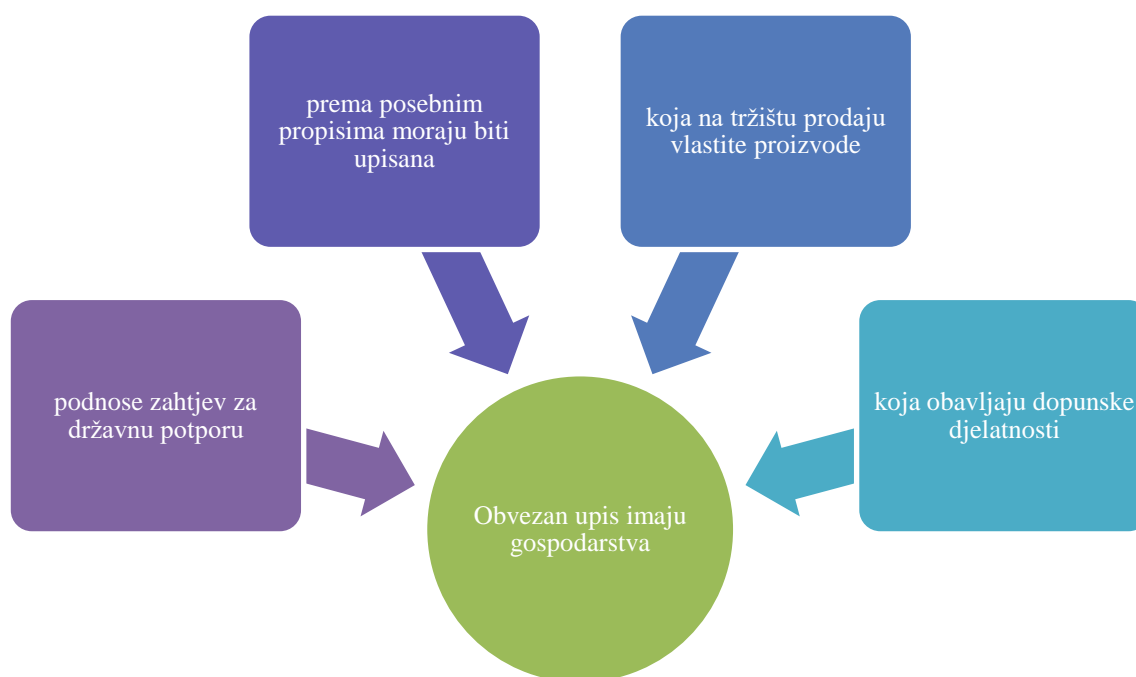 prema posebnim
propisima moraju biti
upisana
koja na tržištu prodaju
vlastite proizvode
podnose zahtjev za
državnu potporu
koja obavljaju dopunske
djelatnosti
Obvezan upis imaju
gospodarstva